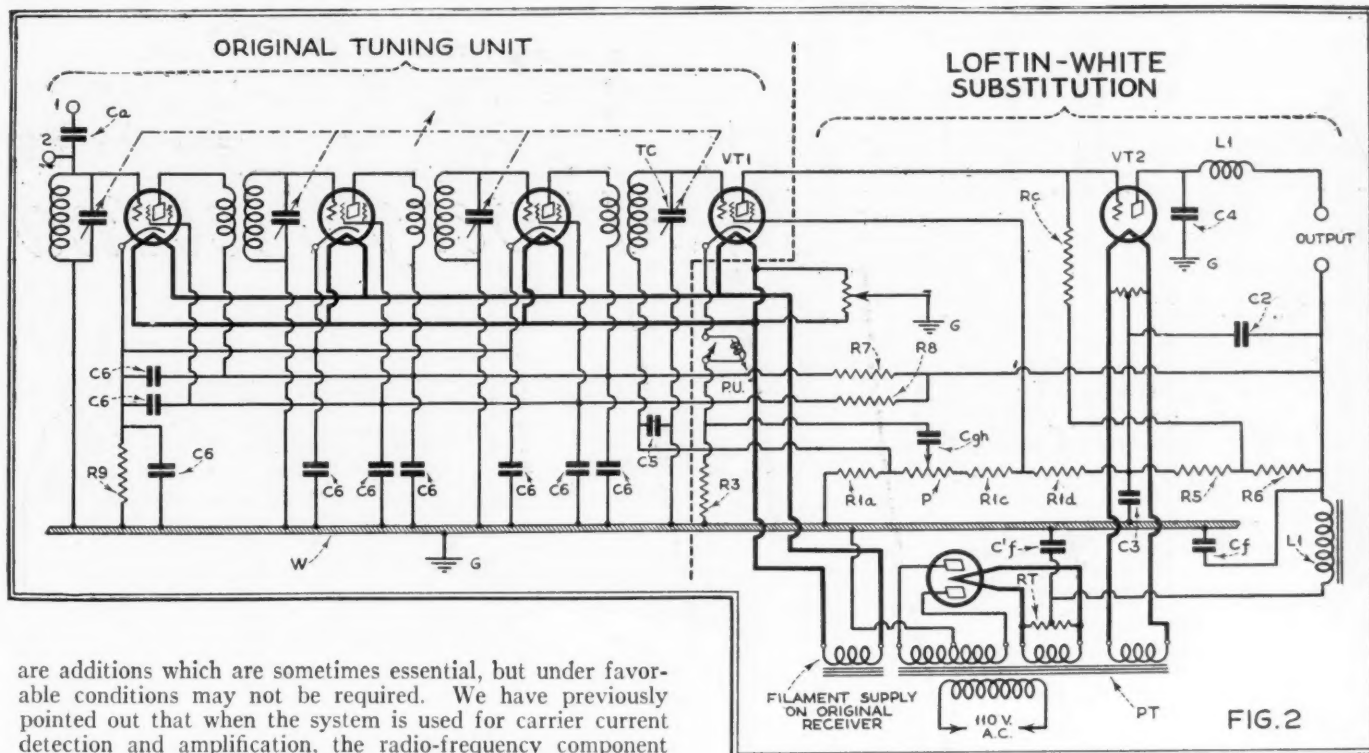 ORIGINAL TUNING UNIT
LOFTIN-WHITE
SUBSTITUTION
1
Ca
2
TC
VT1
VT2
L1
Rc
C4
G
OUTPUT
G
C2
R7
R8
P.U.
C6
C6
C5
Cgh
R9
C6
C6
C6
C6
C6
C6
C6
R3
R1a
P
R1c
R1d
R5
R6
W
G
C'f
C3
Cf
L1
RT
FILAMENT SUPPLY
ON ORIGINAL
RECEIVER
110 V.
A.C.
PT
FIG. 2
are additions which are sometimes essential, but under favor-
able conditions may not be required. We have previously
pointed out that when the system is used for carrier current
detection and amplification, the radio-frequency component